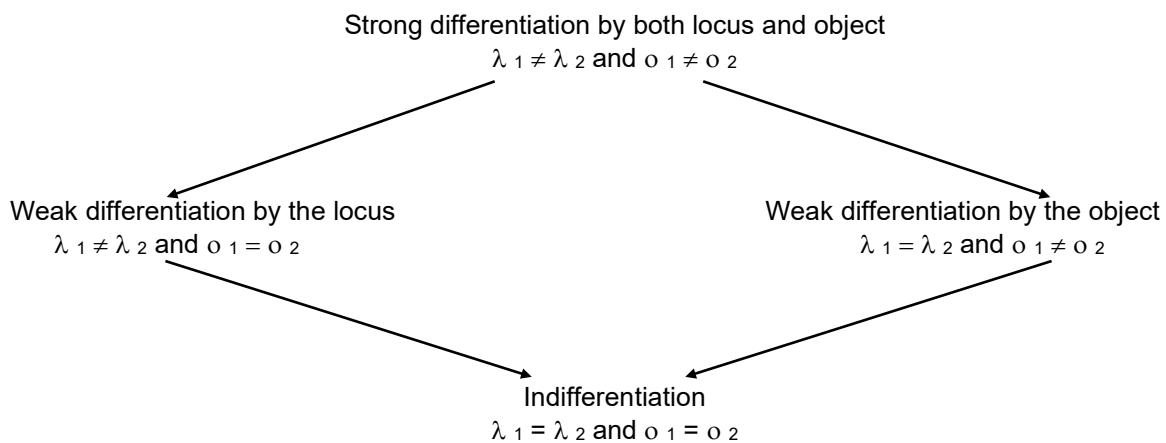 Strong differentiation by both locus and object
λ 1 ≠ λ 2 and ο 1 ≠ ο 2
Weak differentiation by the locus
λ 1 ≠ λ 2 and ο 1 = ο 2
Weak differentiation by the object
λ 1 = λ 2 and ο 1 ≠ ο 2
Indifferentiation
λ 1 = λ 2 and ο 1 = ο 2